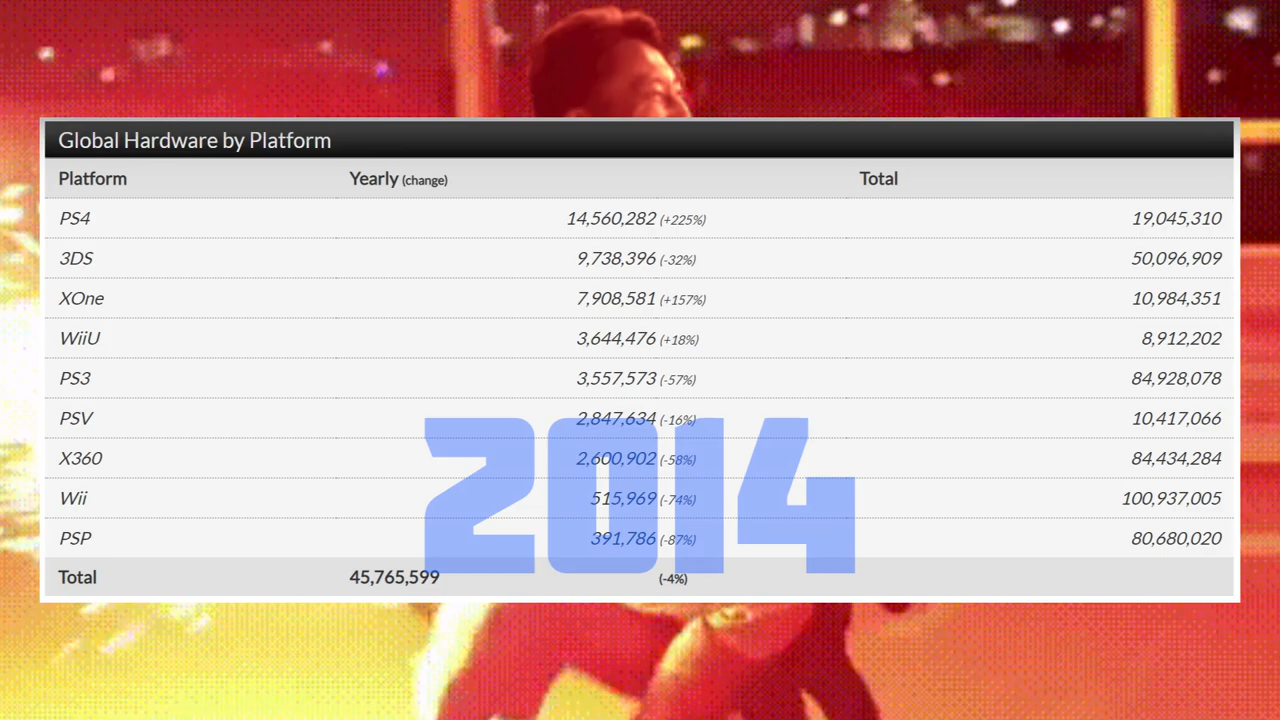 Global Hardware by Platform
Platform Yearly (change) Total
PS4 14,560,282 (+225%) 19,045,310
3DS 9,738,396 (-32%) 50,096,909
XOne 7,908,581 (+157%) 10,984,351
WiiU 3,644,476 (+18%) 8,912,202
PS3 3,557,573 (-57%) 84,928,078
PSV 2,847,634 (-16%) 10,417,066
X360 2,600,902 (-58%) 84,434,284
Wii 515,969 (-74%) 100,937,005
PSP 391,786 (-87%) 80,680,020
Total 45,765,599 (-4%)
2014